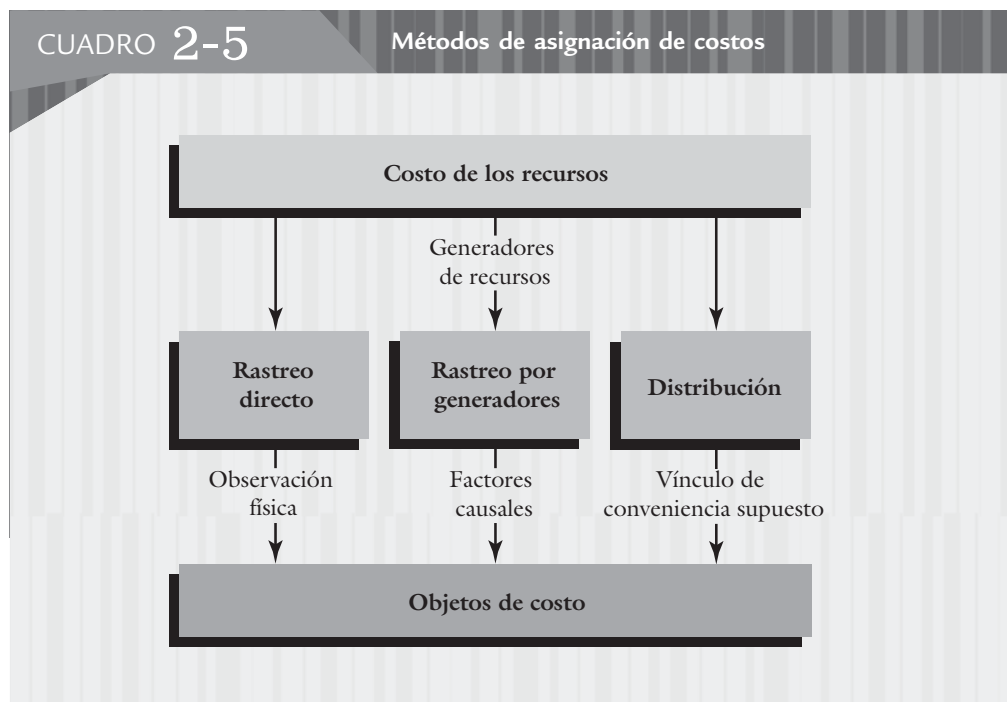 CUADRO 2-5
Métodos de asignación de costos
Costo de los recursos
Generadores
de recursos
Rastreo
directo
Rastreo por
generadores
Distribución
Observación
física
Factores
causales
Vínculo de
conveniencia supuesto
Objetos de costo